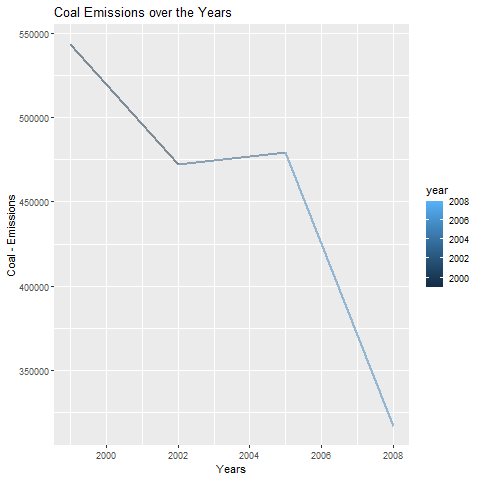 Coal Emissions over the Years
550000
500000
450000
400000
350000
Coal - Emissions
2000 2002 2004 2006 2008
Years
year
2008
2006
2004
2002
2000